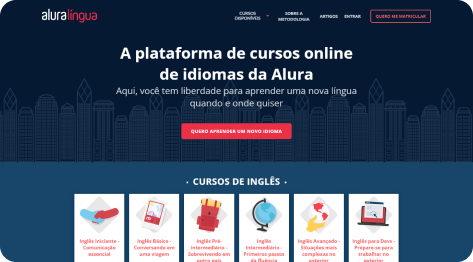 aluralíngua
CURSOS
DISPONÍVEIS
SOBRE A
METODOLOGIA
ARTIGOS
ENTRAR
QUERO ME MATRICULAR
A plataforma de cursos online
de idiomas da Alura
Aqui, você tem liberdade para aprender uma nova língua
quando e onde quiser
QUERO APRENDER UM NOVO IDIOMA
· CURSOS DE INGLÊS ·
Inglês Iniciante -
Comunicação
essencial
Inglês Básico -
Conversando em
uma viagem
Inglês Pré-
intermediário -
Sobrevivendo em
outro país
Inglês
Intermediário -
Primeiros passos
da fluência
Inglês Avançado -
Situações mais
complexas no
exterior
Inglês para Devs -
Prepare-se para
trabalhar no
exterior